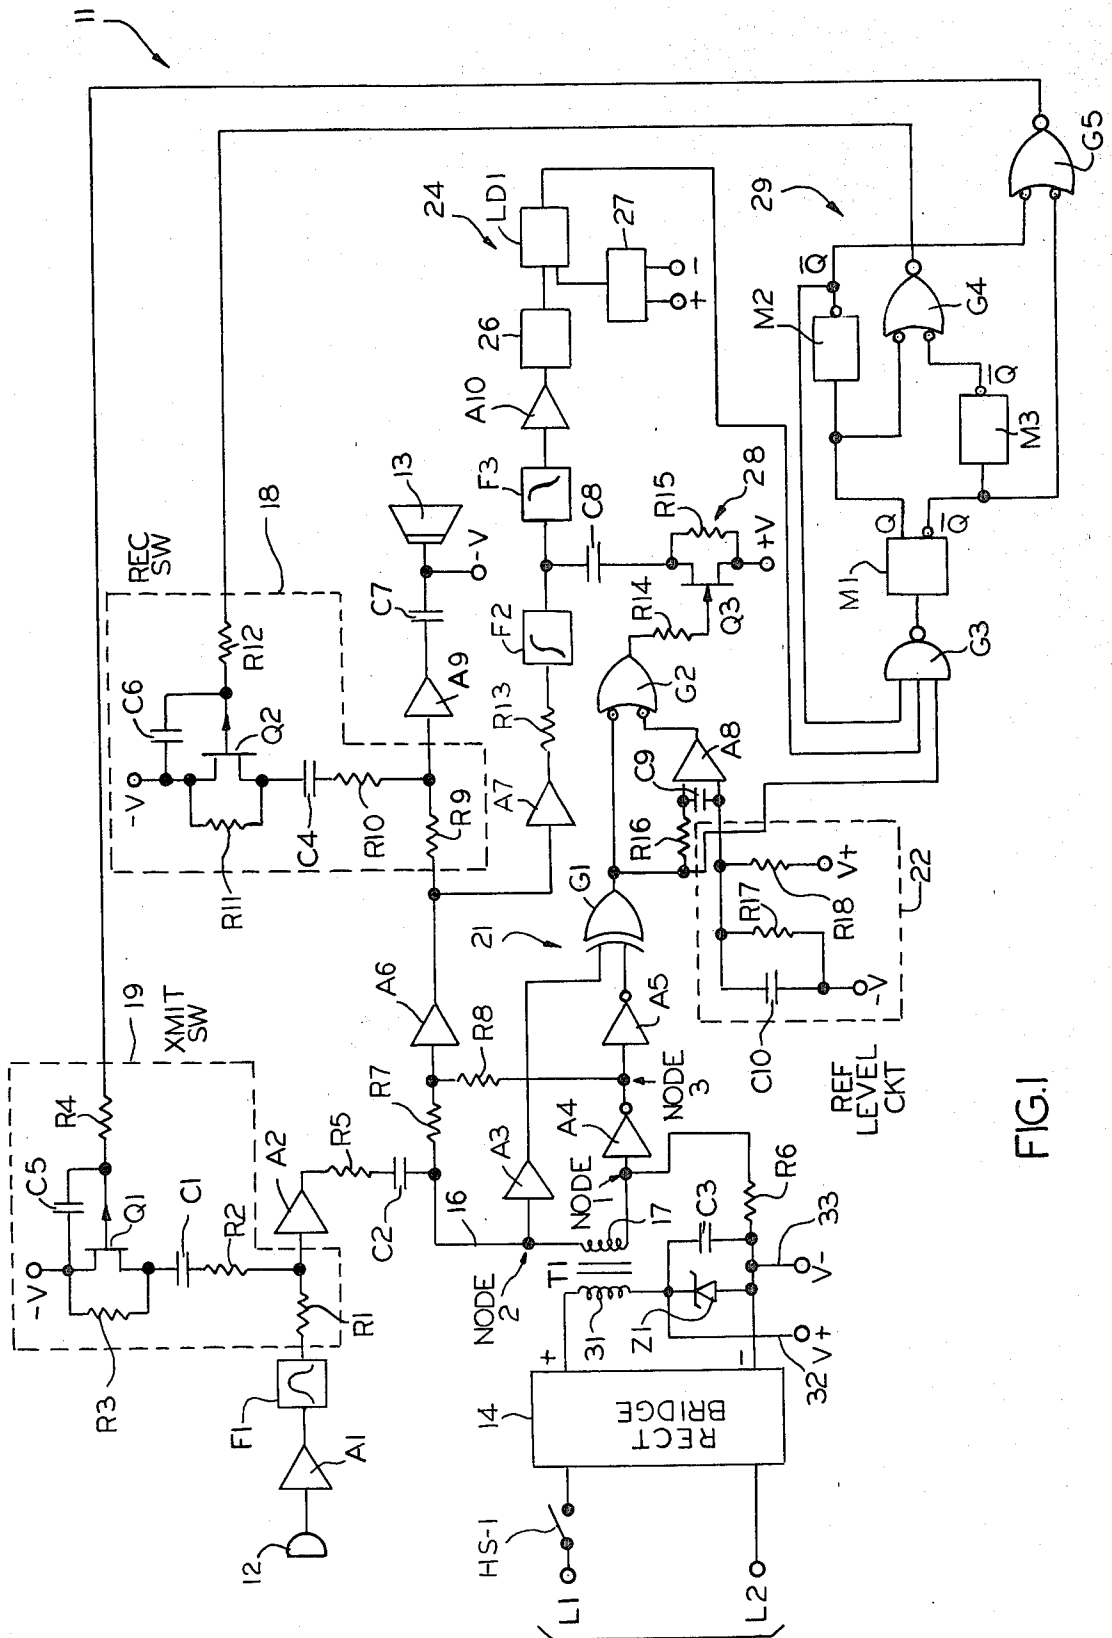 11
19
XMIT
SW
-V
C5
R4
R3
Q1
C1
R2
R1
F1
A1
12
A2
R5
C2
REC
SW
18
-V
C6
R12
R11
Q2
C4
R10
R9
A9
C7
13
-V
A6
R7
R8
16
A7
R13
F2
F3
A10
26
LD1
24
27
+
-
C8
R15
28
+V
R14
Q3
G2
21
G1
A3
A4
A5
NODE
1
NODE
2
NODE
3
R16
C9
A8
R17
R18
V+
22
-V
C10
REF
LEVEL
CKT
T1
17
31
Z1
C3
R6
33
V-
32
V+
14
RECT
BRIDGE
+
-
HS-1
L1
L2
29
M2
Q̅
G4
G5
M3
Q̅
M1
Q
Q̅
G3
FIG.1